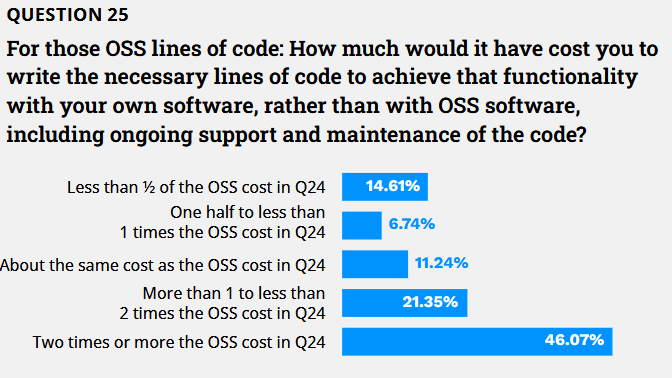 QUESTION 25
For those OSS lines of code: How much would it have cost you to
write the necessary lines of code to achieve that functionality
with your own software, rather than with OSS software,
including ongoing support and maintenance of the code?
Less than ½ of the OSS cost in Q24
14.61%
One half to less than
1 times the OSS cost in Q24
6.74%
About the same cost as the OSS cost in Q24
11.24%
More than 1 to less than
2 times the OSS cost in Q24
21.35%
Two times or more the OSS cost in Q24
46.07%